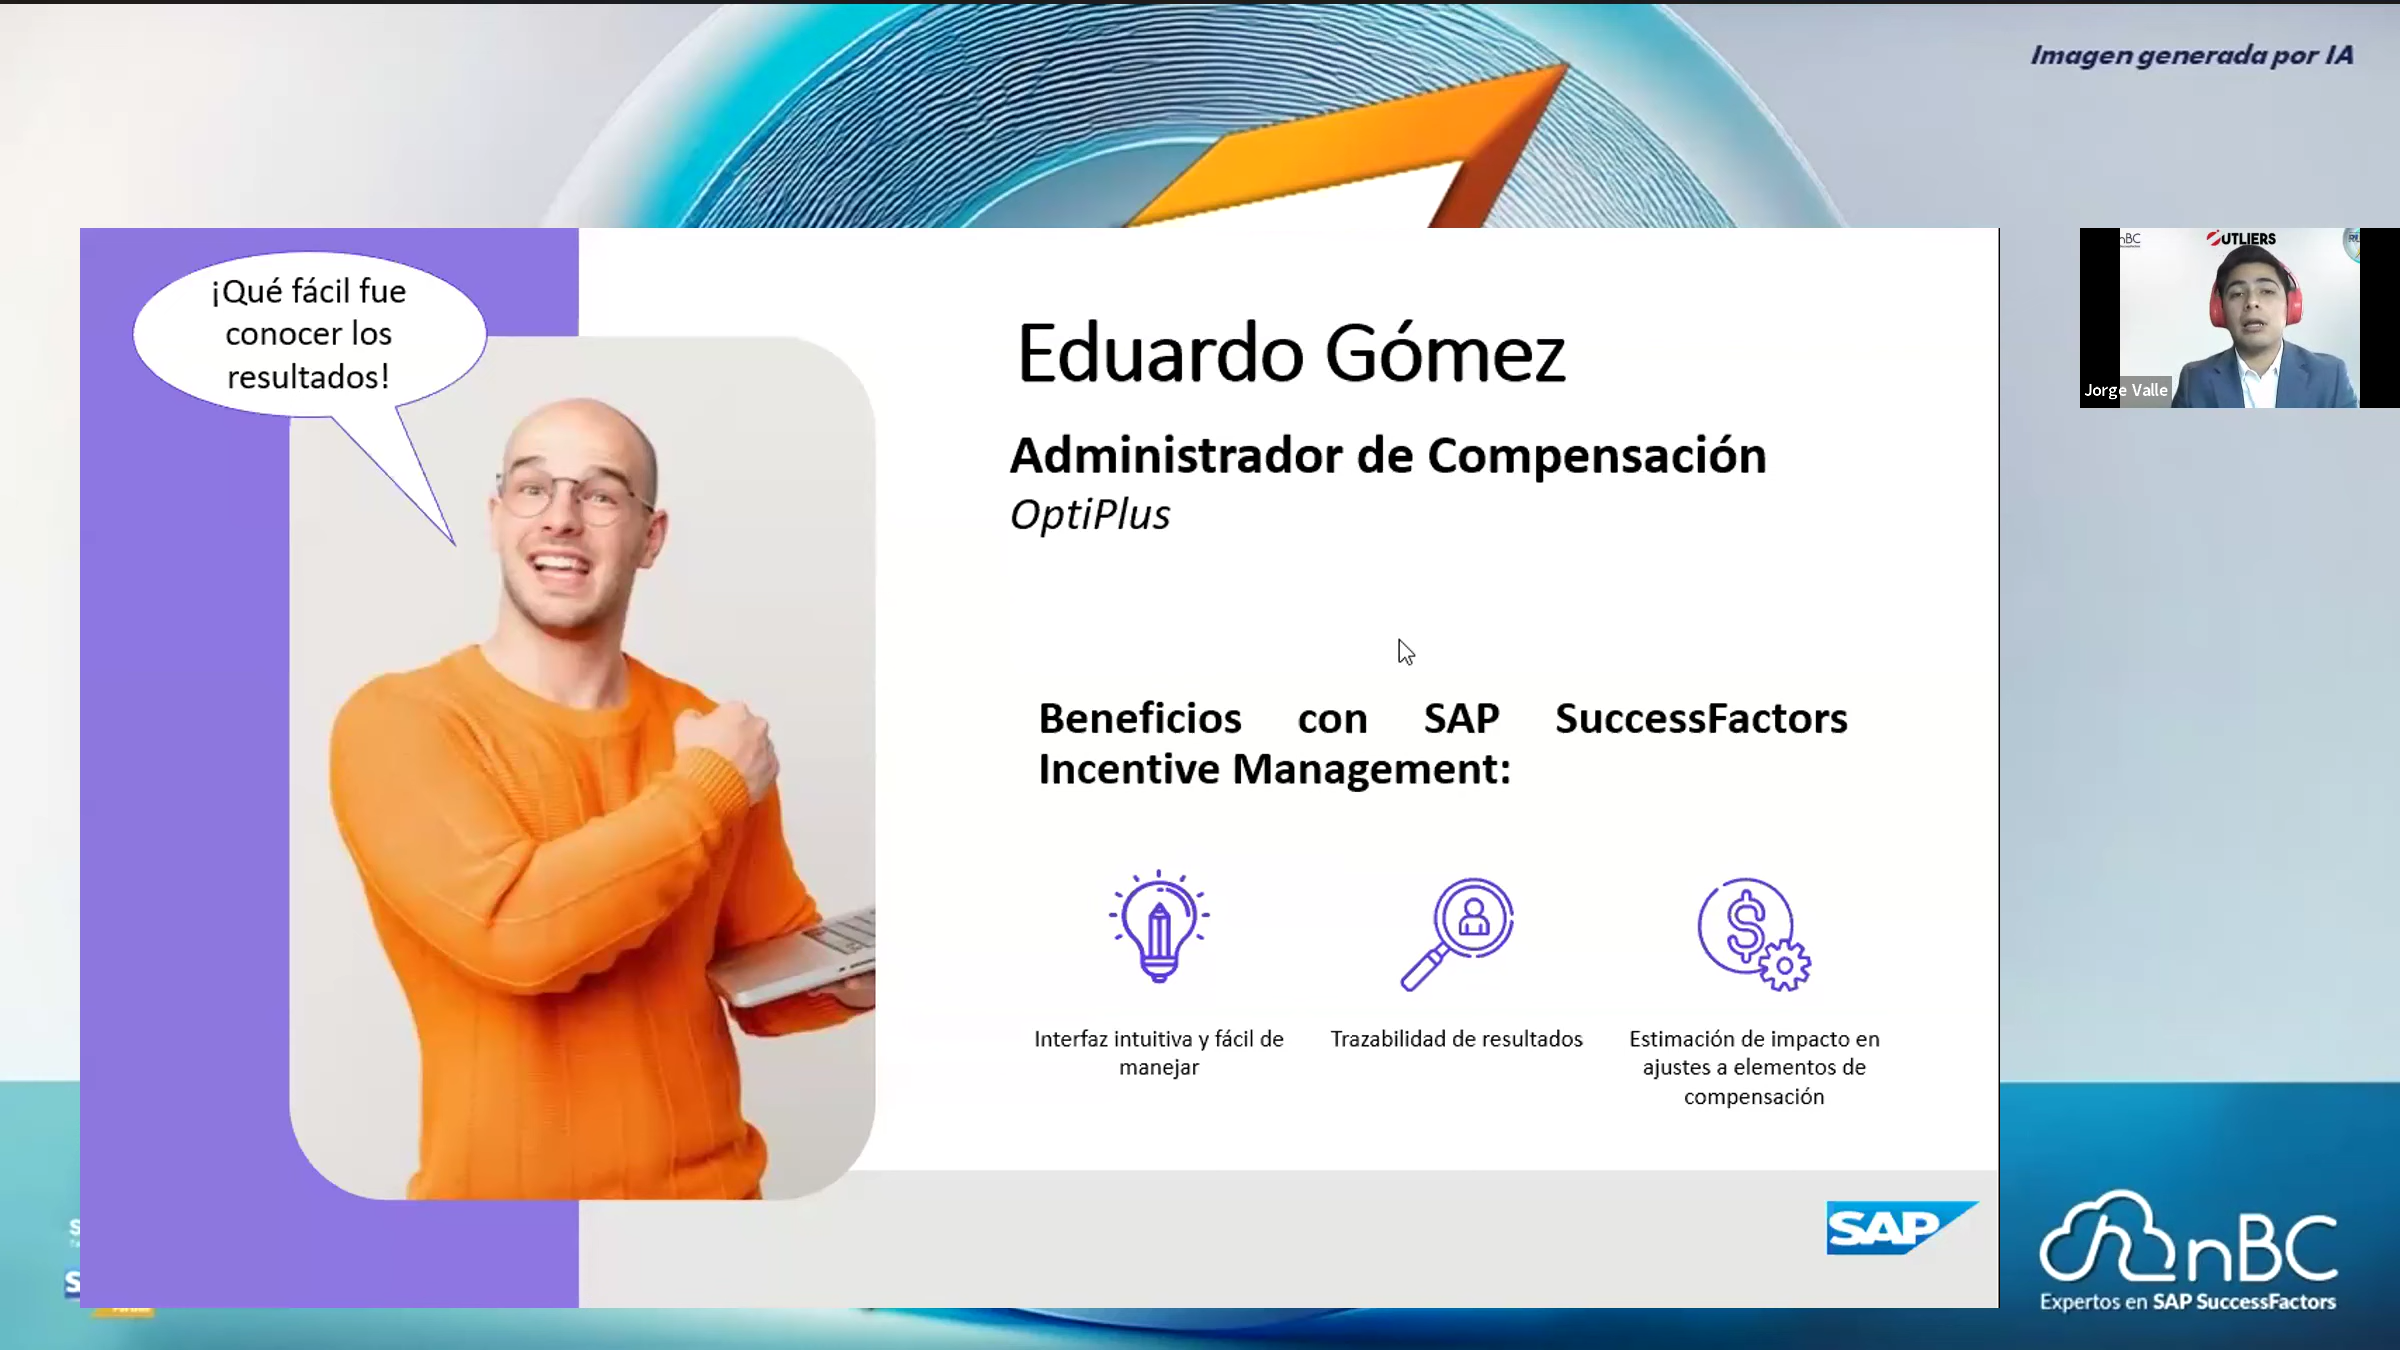 Imagen generada por IA
¡Qué fácil fue
conocer los
resultados!
Eduardo Gómez
Administrador de Compensación
OptiPlus
Beneficios con SAP SuccessFactors
Incentive Management:
Interfaz intuitiva y fácil de
manejar
Trazabilidad de resultados
Estimación de impacto en
ajustes a elementos de
compensación
SAP
nBC
UTLIERS
Jorge Valle
nBC
Expertos en SAP SuccessFactors